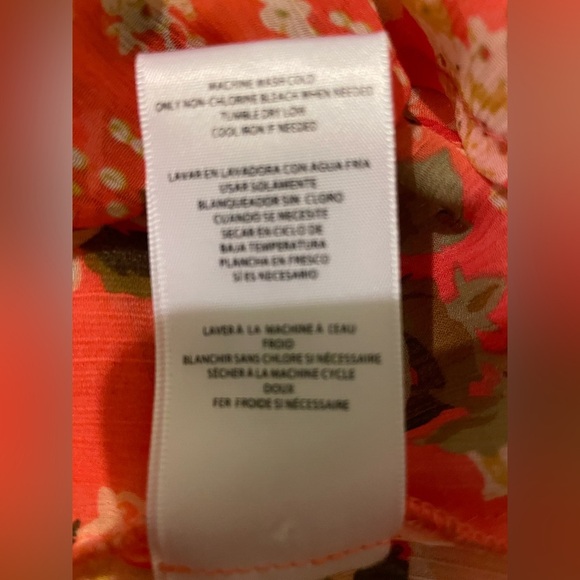 MACHINE WASH COLD
ONLY NON-CHLORINE BLEACH WHEN NEEDED
TUMBLE DRY LOW
COOL IRON IF NEEDED
LAVAR EN LAVADORA CON AGUA FRIA
USAR SOLAMENTE
BLANQUEADOR SIN CLORO
CUANDO SE NECESITE
SECAR EN CICLO DE
BAJA TEMPERATURA
PLANCHA EN FRESCO
SI ES NECESARIO
LAVER À LA MACHINE À L'EAU
FROID
BLANCHIR SANS CHLORE SI NÉCESSAIRE
SÉCHER À LA MACHINE CYCLE
DOUX
FER FROIDE SI NÉCESSAIRE